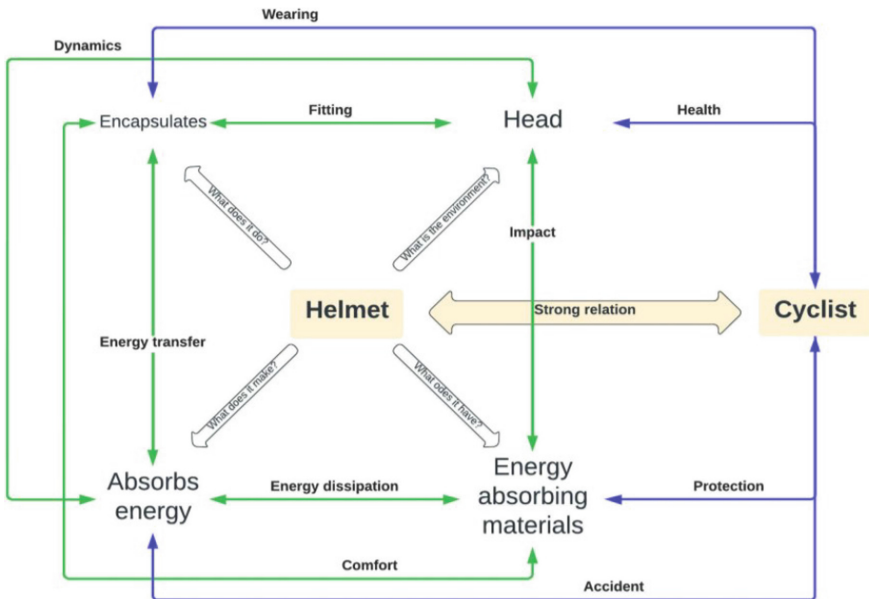 Wearing
Dynamics
Encapsulates
Fitting
Head
Health
What does it do?
What is the environment?
Impact
Helmet
Strong relation
Cyclist
Energy transfer
What does it make?
What odes it have?
Absorbs
energy
Energy dissipation
Energy
absorbing
materials
Protection
Comfort
Accident